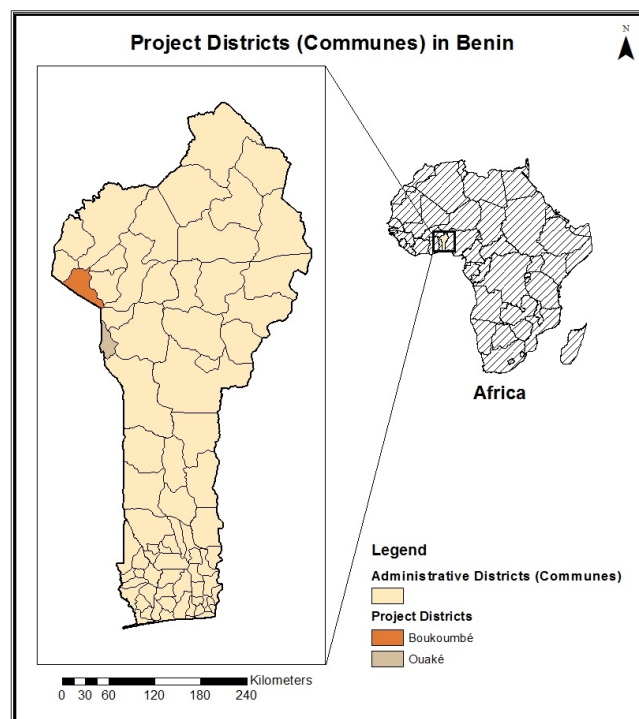 Project Districts (Communes) in Benin
N
Africa
Legend
Administrative Districts (Communes)
Project Districts
Boukoumbé
Ouaké
Kilometers
0 15 30 60 120 180 240